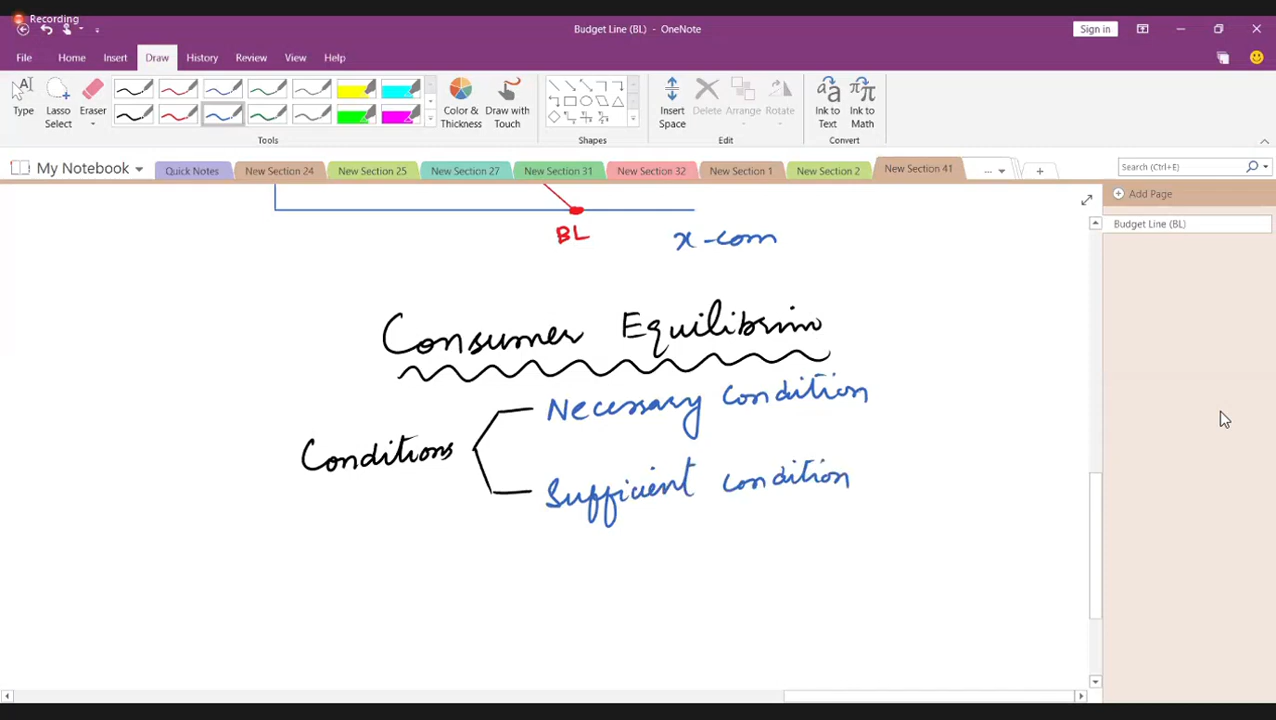 Recording
Budget Line (BL) - OneNote
Sign in
File Home Insert Draw History Review View Help
Type
Lasso Select
Eraser
Color & Thickness
Draw with Touch
Insert Space
Delete
Arrange
Rotate
Ink to Text
Ink to Math
Tools
Shapes
Edit
Convert
My Notebook
Quick Notes
New Section 24
New Section 25
New Section 27
New Section 31
New Section 32
New Section 1
New Section 2
New Section 41
...
Search (Ctrl+E)
Add Page
Budget Line (BL)
BL
x-com
Consumer Equilibrim
Necessary condition
Conditions
Sufficient condition